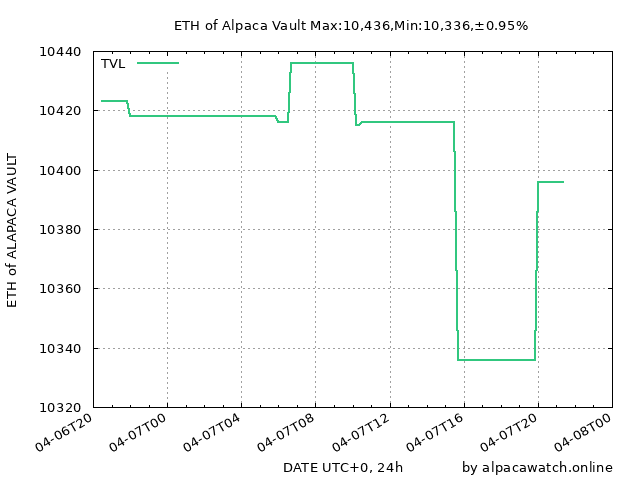 ETH of Alpaca Vault Max:10,436,Min:10,336,±0.95%
TVL
10440
10420
10400
10380
10360
10340
10320
ETH of ALAPACA VAULT
04-06T20
04-07T00
04-07T04
04-07T08
04-07T12
04-07T16
04-07T20
04-08T00
DATE UTC+0, 24h
by alpacawatch.online